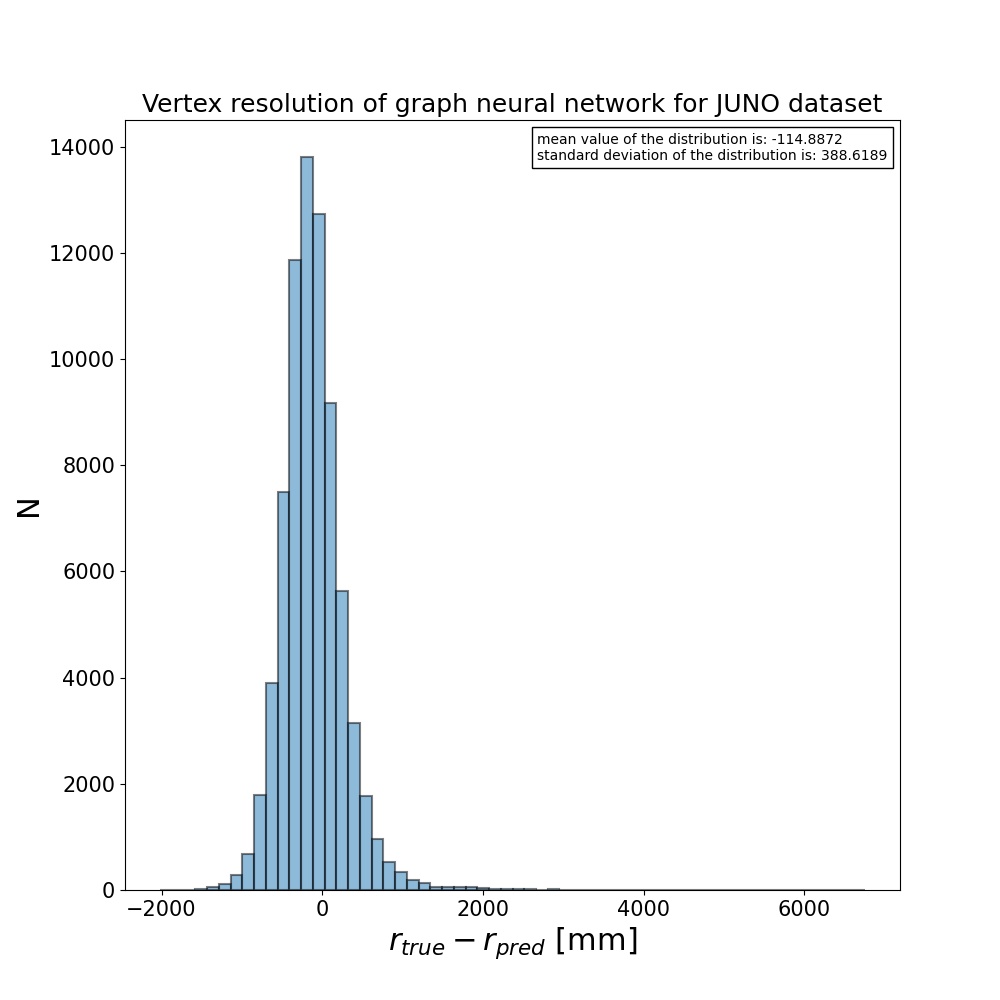 Vertex resolution of graph neural network for JUNO dataset
mean value of the distribution is: -114.8872
standard deviation of the distribution is: 388.6189
14000
12000
10000
8000
6000
4000
2000
0
N
−2000 0 2000 4000 6000
r_true − r_pred [mm]